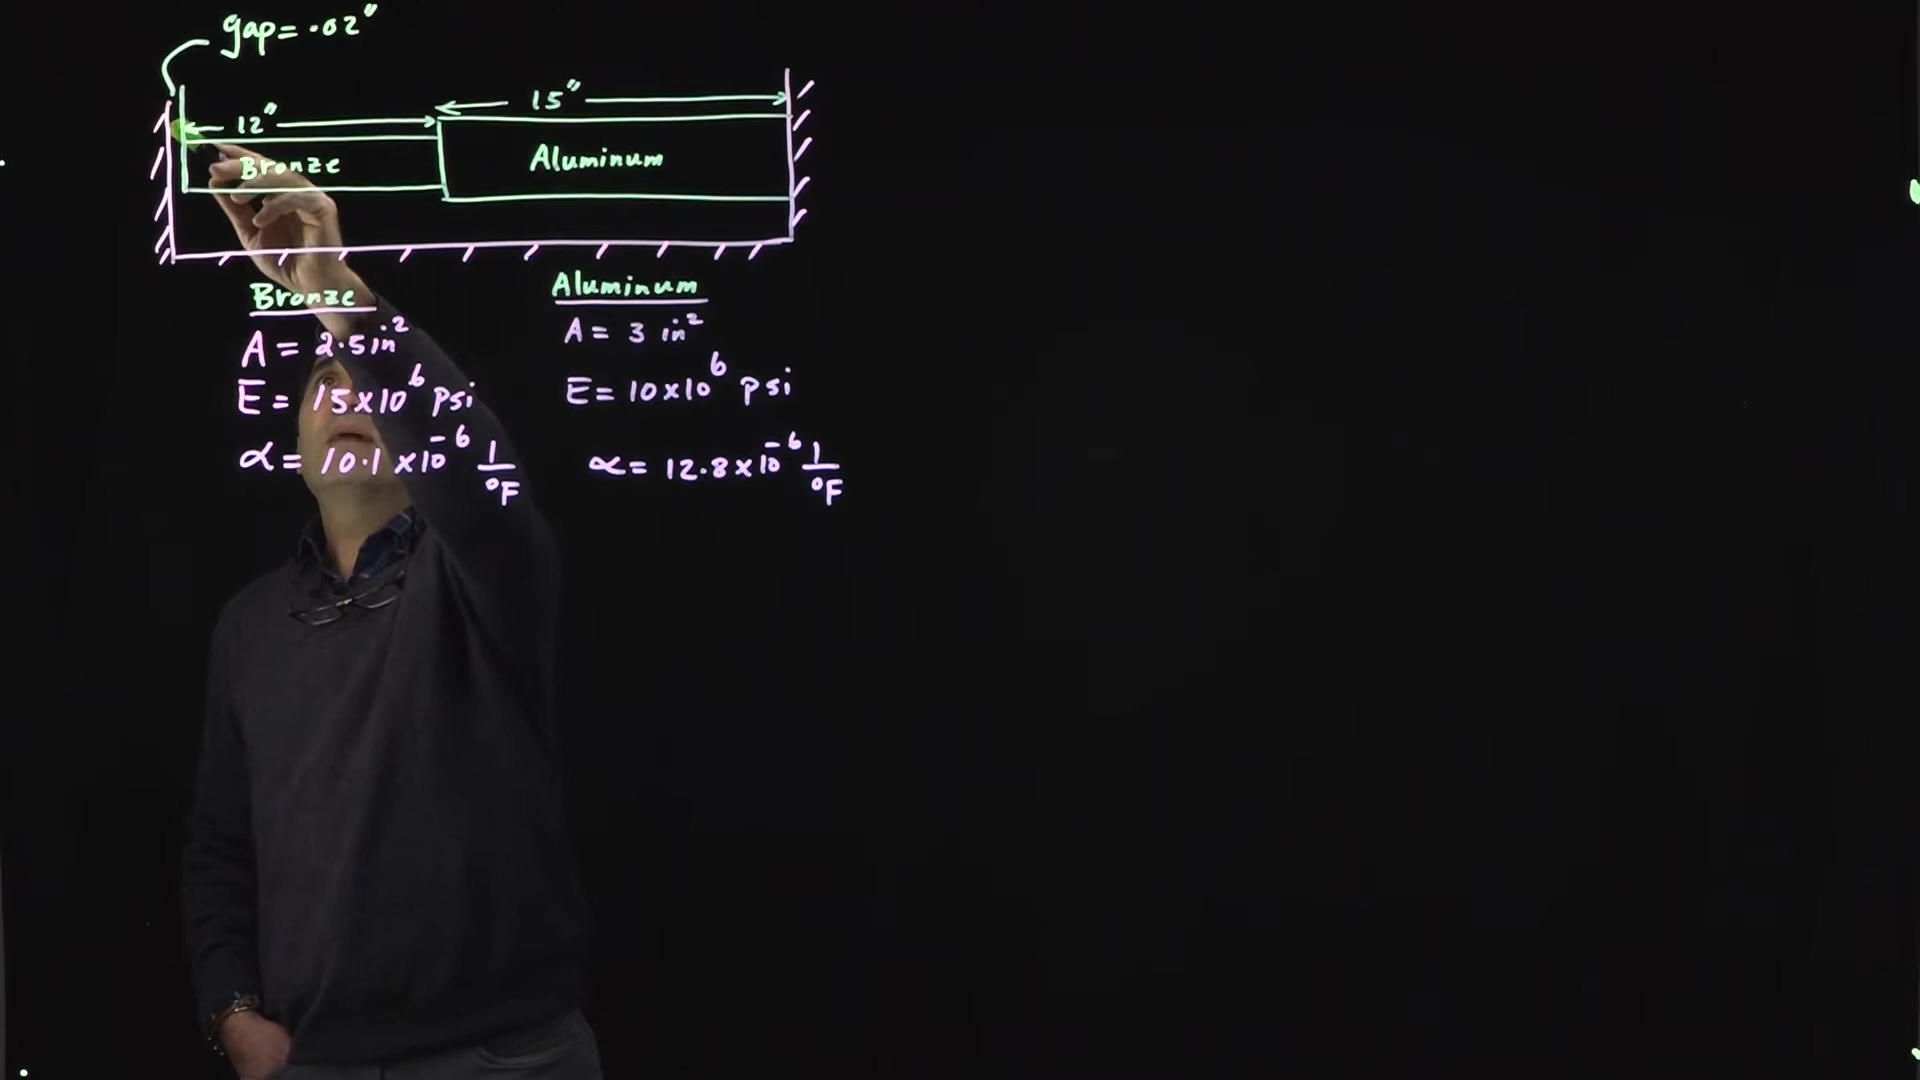 gap = .02"
15"
12"
Bronze
Aluminum
Bronze
A = 2.5 in²
E = 15 x 10⁶ psi
α = 10.1 x 10⁻⁶ 1/°F
Aluminum
A = 3 in²
E = 10 x 10⁶ psi
α = 12.8 x 10⁻⁶ 1/°F